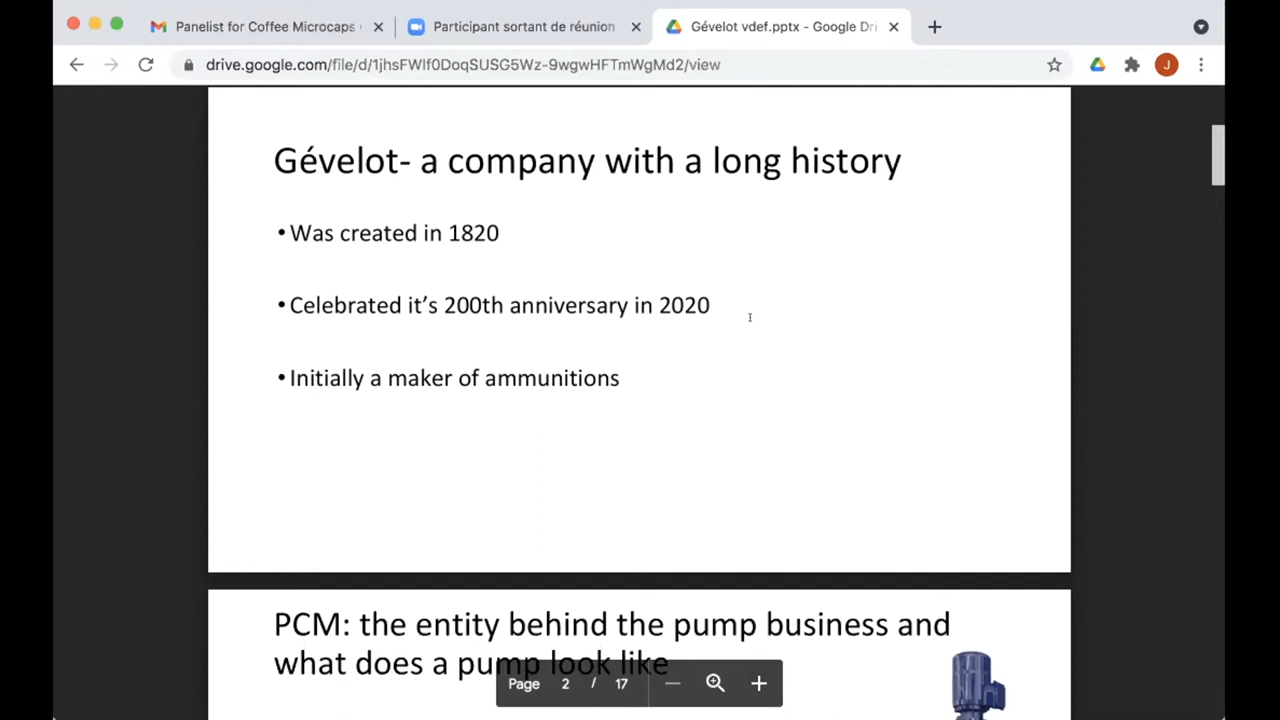 Panelist for Coffee Microcaps
Participant sortant de réunion
Gévelot vdef.pptx - Google Dri
drive.google.com/file/d/1jhsFWlf0DoqSUSG5Wz-9wgwHFTmWgMd2/view
J
Gévelot- a company with a long history
• Was created in 1820
• Celebrated it’s 200th anniversary in 2020
• Initially a maker of ammunitions
PCM: the entity behind the pump business and
what does a pump look like
Page 2 / 17